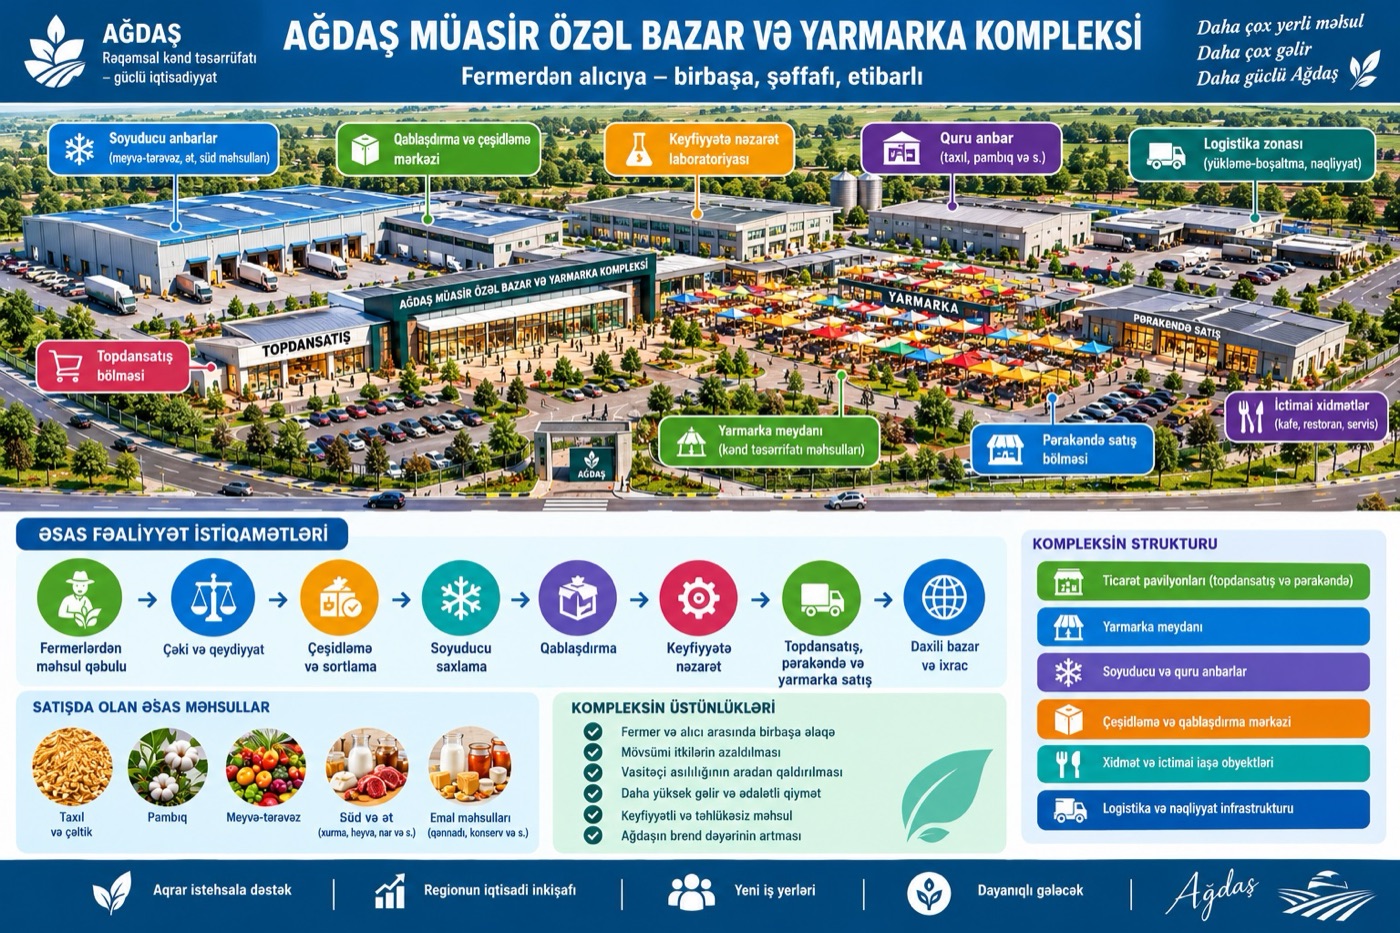 AĞDAŞ
Rəqəmsal kənd təsərrüfatı
– güclü iqtisadiyyat
AĞDAŞ MÜASİR ÖZƏL BAZAR VƏ YARMARKA KOMPLEKSİ
Fermerdən alıcıya – birbaşa, şəffafı, etibarlı
Daha çox yerli məhsul
Daha çox gəlir
Daha güclü Ağdaş
Soyuducu anbarlar
(meyvə-tərəvəz, ət, süd məhsulları)
Qablaşdırma və çeşidləmə
mərkəzi
Keyfiyyətə nəzarət
laboratoriyası
Quru anbar
(taxıl, pambıq və s.)
Logistika zonası
(yükləmə-boşaltma, nəqliyyat)
AĞDAŞ MÜASİR ÖZƏL BAZAR VƏ YARMARKA KOMPLEKSİ
TOPDANSATIŞ
YARMARKA
PƏRAKƏNDƏ SATIŞ
Topdansatış
bölməsi
Yarmarka meydanı
(kənd təsərrifatı məhsulları)
Pərakəndə satış
bölməsi
İctimai xidmətlər
(kafe, restoran, servis)
AĞDAŞ
ƏSAS FƏALİYYƏT İSTİQAMƏTLƏRİ
Fermerlərdən
məhsul qəbulu
Çəki və qeydiyyat
Çeşidləmə
və sortlama
Soyuducu
saxlama
Qablaşdırma
Keyfiyyətə
nəzarət
Topdansatış,
pərakəndə və
yarmarka satış
Daxili bazar
və ixrac
KOMPLEKSİN STRUKTURU
Ticarət pavilyonları (topdansatış və pərakəndə)
Yarmarka meydanı
Soyuducu və quru anbarlar
Çeşidləmə və qablaşdırma mərkəzi
Xidmət və ictimai iaşə obyektləri
Logistika və nəqliyyat infrastrukturu
SATIŞDA OLAN ƏSAS MƏHSULLAR
Taxıl
və çəltik
Pambıq
Meyvə-tərəvəz
Süd və ət
(xurma, heyva, nar və s.)
Emal məhsulları
(qənnadı, konserv və s.)
KOMPLEKSİN ÜSTÜNLÜKLƏRİ
Fermer və alıcı arasında birbaşa əlaqə
Mövsümi itkilərin azaldılması
Vasitəçi asılılığının aradan qaldırılması
Daha yüksək gəlir və ədalətli qiymət
Keyfiyyətli və təhlükəsiz məhsul
Ağdaşın brend dəyərinin artması
Aqrar istehsala dəstək
Regionun iqtisadi inkişafı
Yeni iş yerləri
Dayanıqlı gələcək
Ağdaş